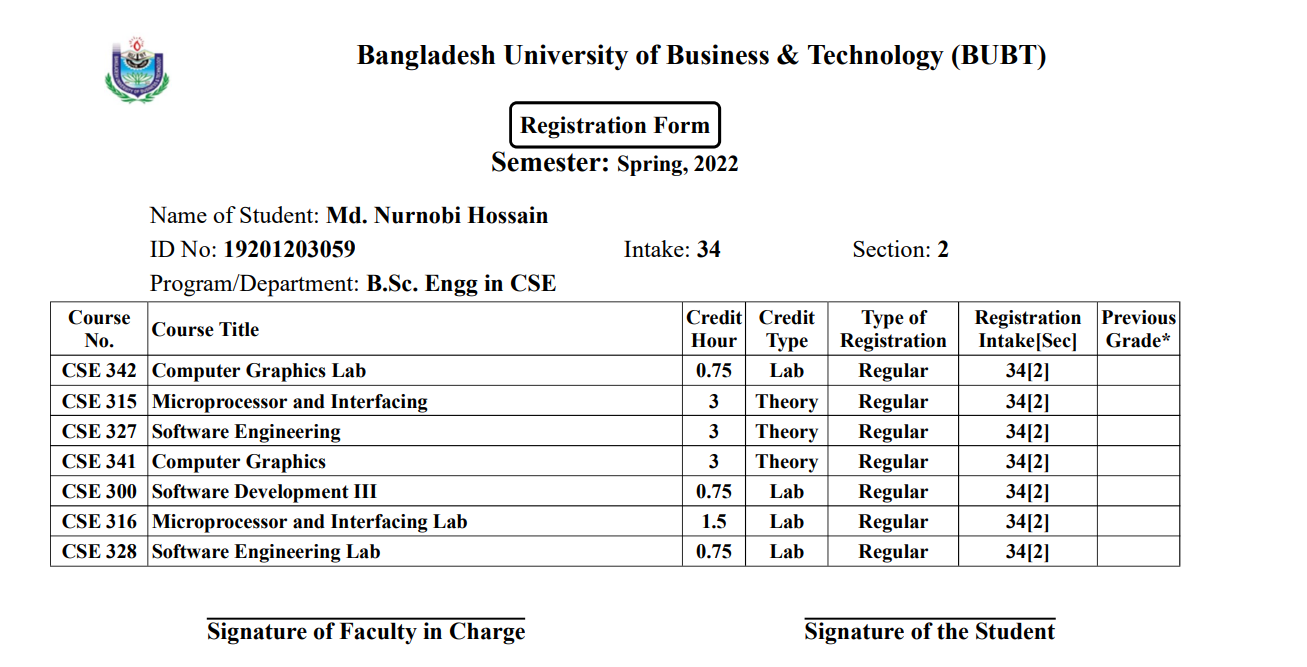 Bangladesh University of Business & Technology (BUBT)
Registration Form
Semester: Spring, 2022
Name of Student: Md. Nurnobi Hossain
ID No: 19201203059 Intake: 34 Section: 2
Program/Department: B.Sc. Engg in CSE
Course No. Course Title Credit Hour Credit Type Type of Registration Registration Intake[Sec] Previous Grade*
CSE 342 Computer Graphics Lab 0.75 Lab Regular 34[2]
CSE 315 Microprocessor and Interfacing 3 Theory Regular 34[2]
CSE 327 Software Engineering 3 Theory Regular 34[2]
CSE 341 Computer Graphics 3 Theory Regular 34[2]
CSE 300 Software Development III 0.75 Lab Regular 34[2]
CSE 316 Microprocessor and Interfacing Lab 1.5 Lab Regular 34[2]
CSE 328 Software Engineering Lab 0.75 Lab Regular 34[2]
Signature of Faculty in Charge Signature of the Student